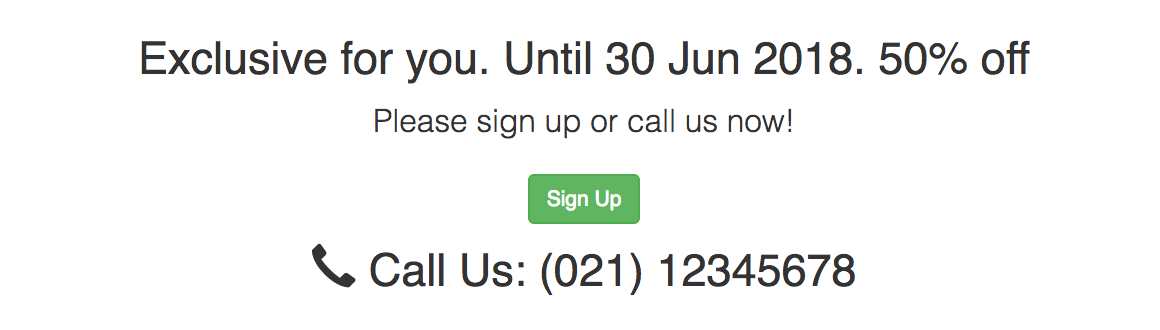 Exclusive for you. Until 30 Jun 2018. 50% off
Please sign up or call us now!
Sign Up
Call Us: (021) 12345678